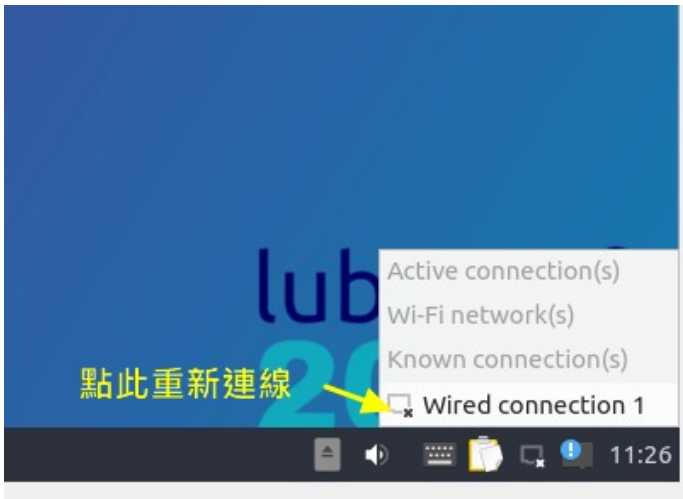 lub
Active connection(s)
Wi-Fi network(s)
Known connection(s)
點此重新連線
20
Wired connection 1
11:26